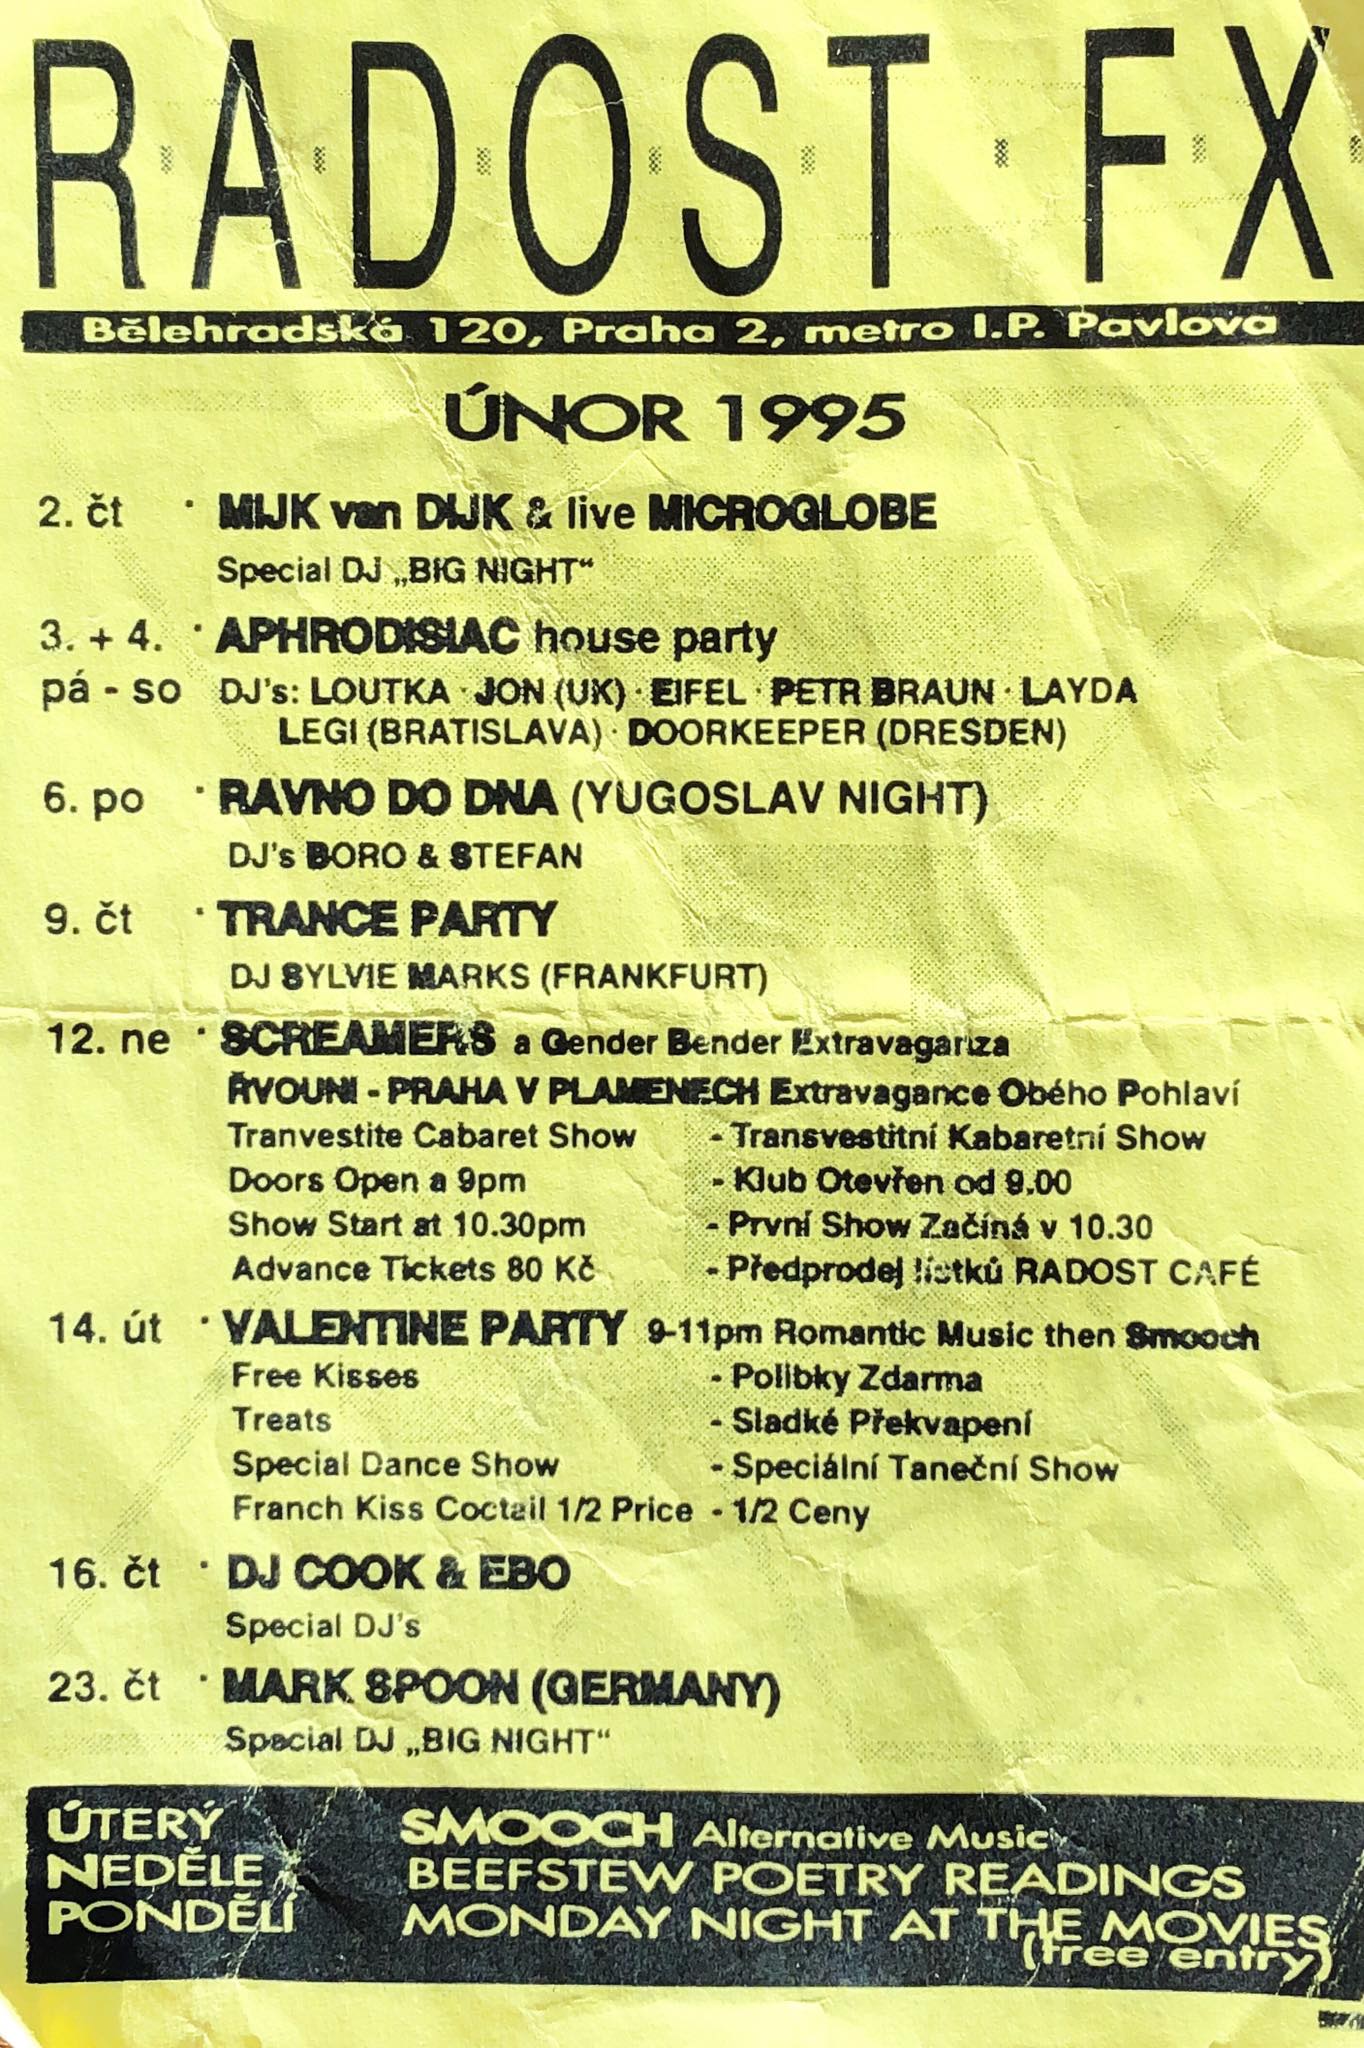 RADOST FX
Bělehradská 120, Praha 2, metro I.P. Pavlova
ÚNOR 1995
2. čt · MIJK van DIJK & live MICROGLOBE
Special DJ „BIG NIGHT“
3. + 4. · APHRODISIAC house party
pá - so DJ's: LOUTKA · JON (UK) · EIFEL · PETR BRAUN · LAYDA
LEGI (BRATISLAVA) · DOORKEEPER (DRESDEN)
6. po · RAVNO DO DNA (YUGOSLAV NIGHT)
DJ's BORO & STEFAN
9. čt · TRANCE PARTY
DJ SYLVIE MARKS (FRANKFURT)
12. ne · SCREAMERS a Gender Bender Extravaganza
ŘVOUNI - PRAHA V PLAMENECH Extravagance Obého Pohlaví
Tranvestite Cabaret Show - Transvestitní Kabaretní Show
Doors Open a 9pm - Klub Otevřen od 9.00
Show Start at 10.30pm - První Show Začíná v 10.30
Advance Tickets 80 Kč - Předprodej lístků RADOST CAFÉ
14. út · VALENTINE PARTY 9-11pm Romantic Music then Smooch
Free Kisses - Polibky Zdarma
Treats - Sladké Překvapení
Special Dance Show - Speciální Taneční Show
Franch Kiss Coctail 1/2 Price - 1/2 Ceny
16. čt · DJ COOK & EBO
Special DJ's
23. čt · MARK SPOON (GERMANY)
Special DJ „BIG NIGHT“
ÚTERÝ SMOOCH Alternative Music
NEDĚLE BEEFSTEW POETRY READINGS
PONDĚLÍ MONDAY NIGHT AT THE MOVIES
(free entry)